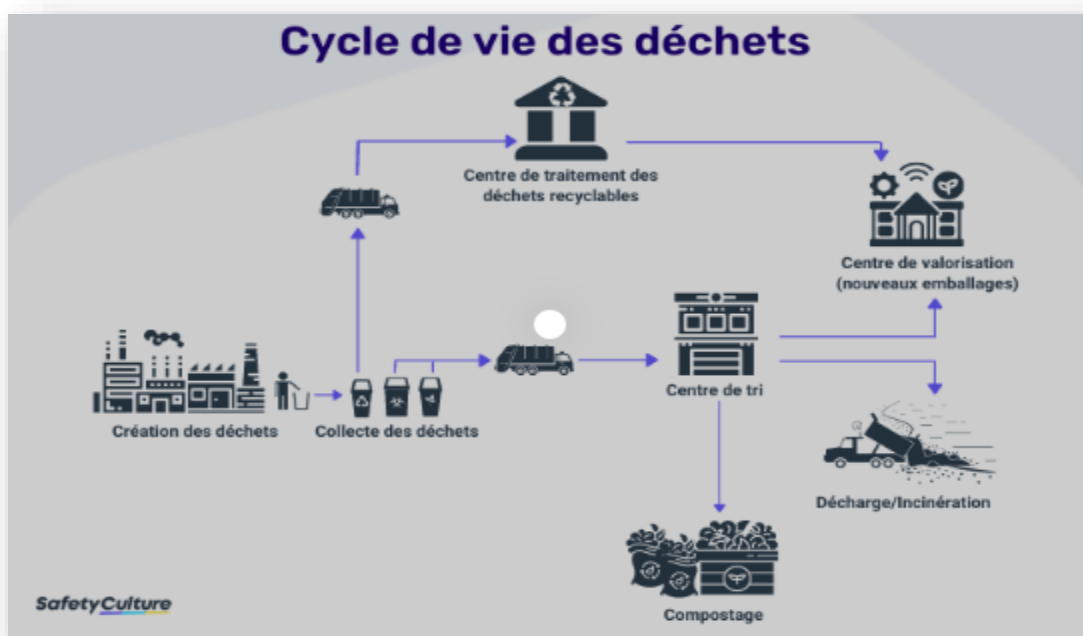 Cycle de vie des déchets
Centre de traitement des
déchets recyclables
Centre de valorisation
(nouveaux emballages)
Centre de tri
Création des déchets
Collecte des déchets
Décharge/Incinération
Compostage
SafetyCulture